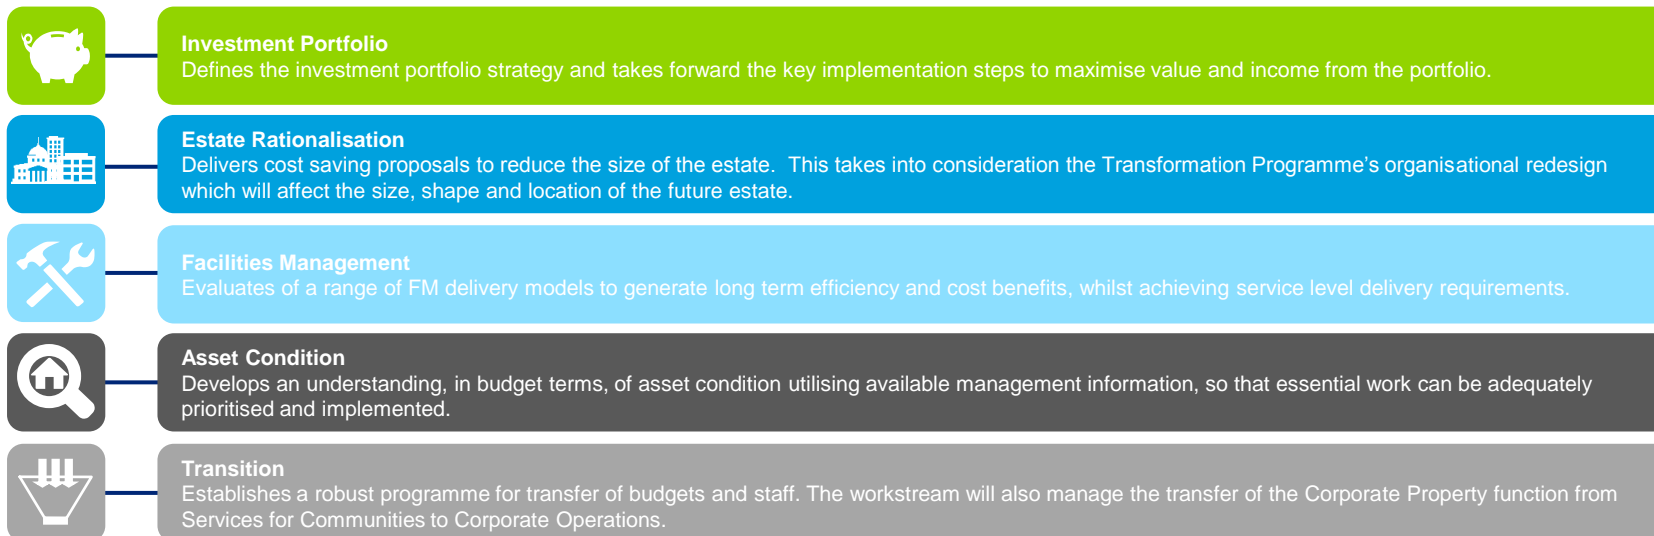 Investment Portfolio
Defines the investment portfolio strategy and takes forward the key implementation steps to maximise value and income from the portfolio.
Estate Rationalisation
Delivers cost saving proposals to reduce the size of the estate.  This takes into consideration the Transformation Programme's organisational redesign
which will affect the size, shape and location of the future estate.
Facilities Management
Evaluates of a range of FM delivery models to generate long term efficiency and cost benefits, whilst achieving service level delivery requirements.
Asset Condition
Develops an understanding, in budget terms, of asset condition utilising available management information, so that essential work can be adequately
prioritised and implemented.
Transition
Establishes a robust programme for transfer of budgets and staff. The workstream will also manage the transfer of the Corporate Property function from
Services for Communities to Corporate Operations.